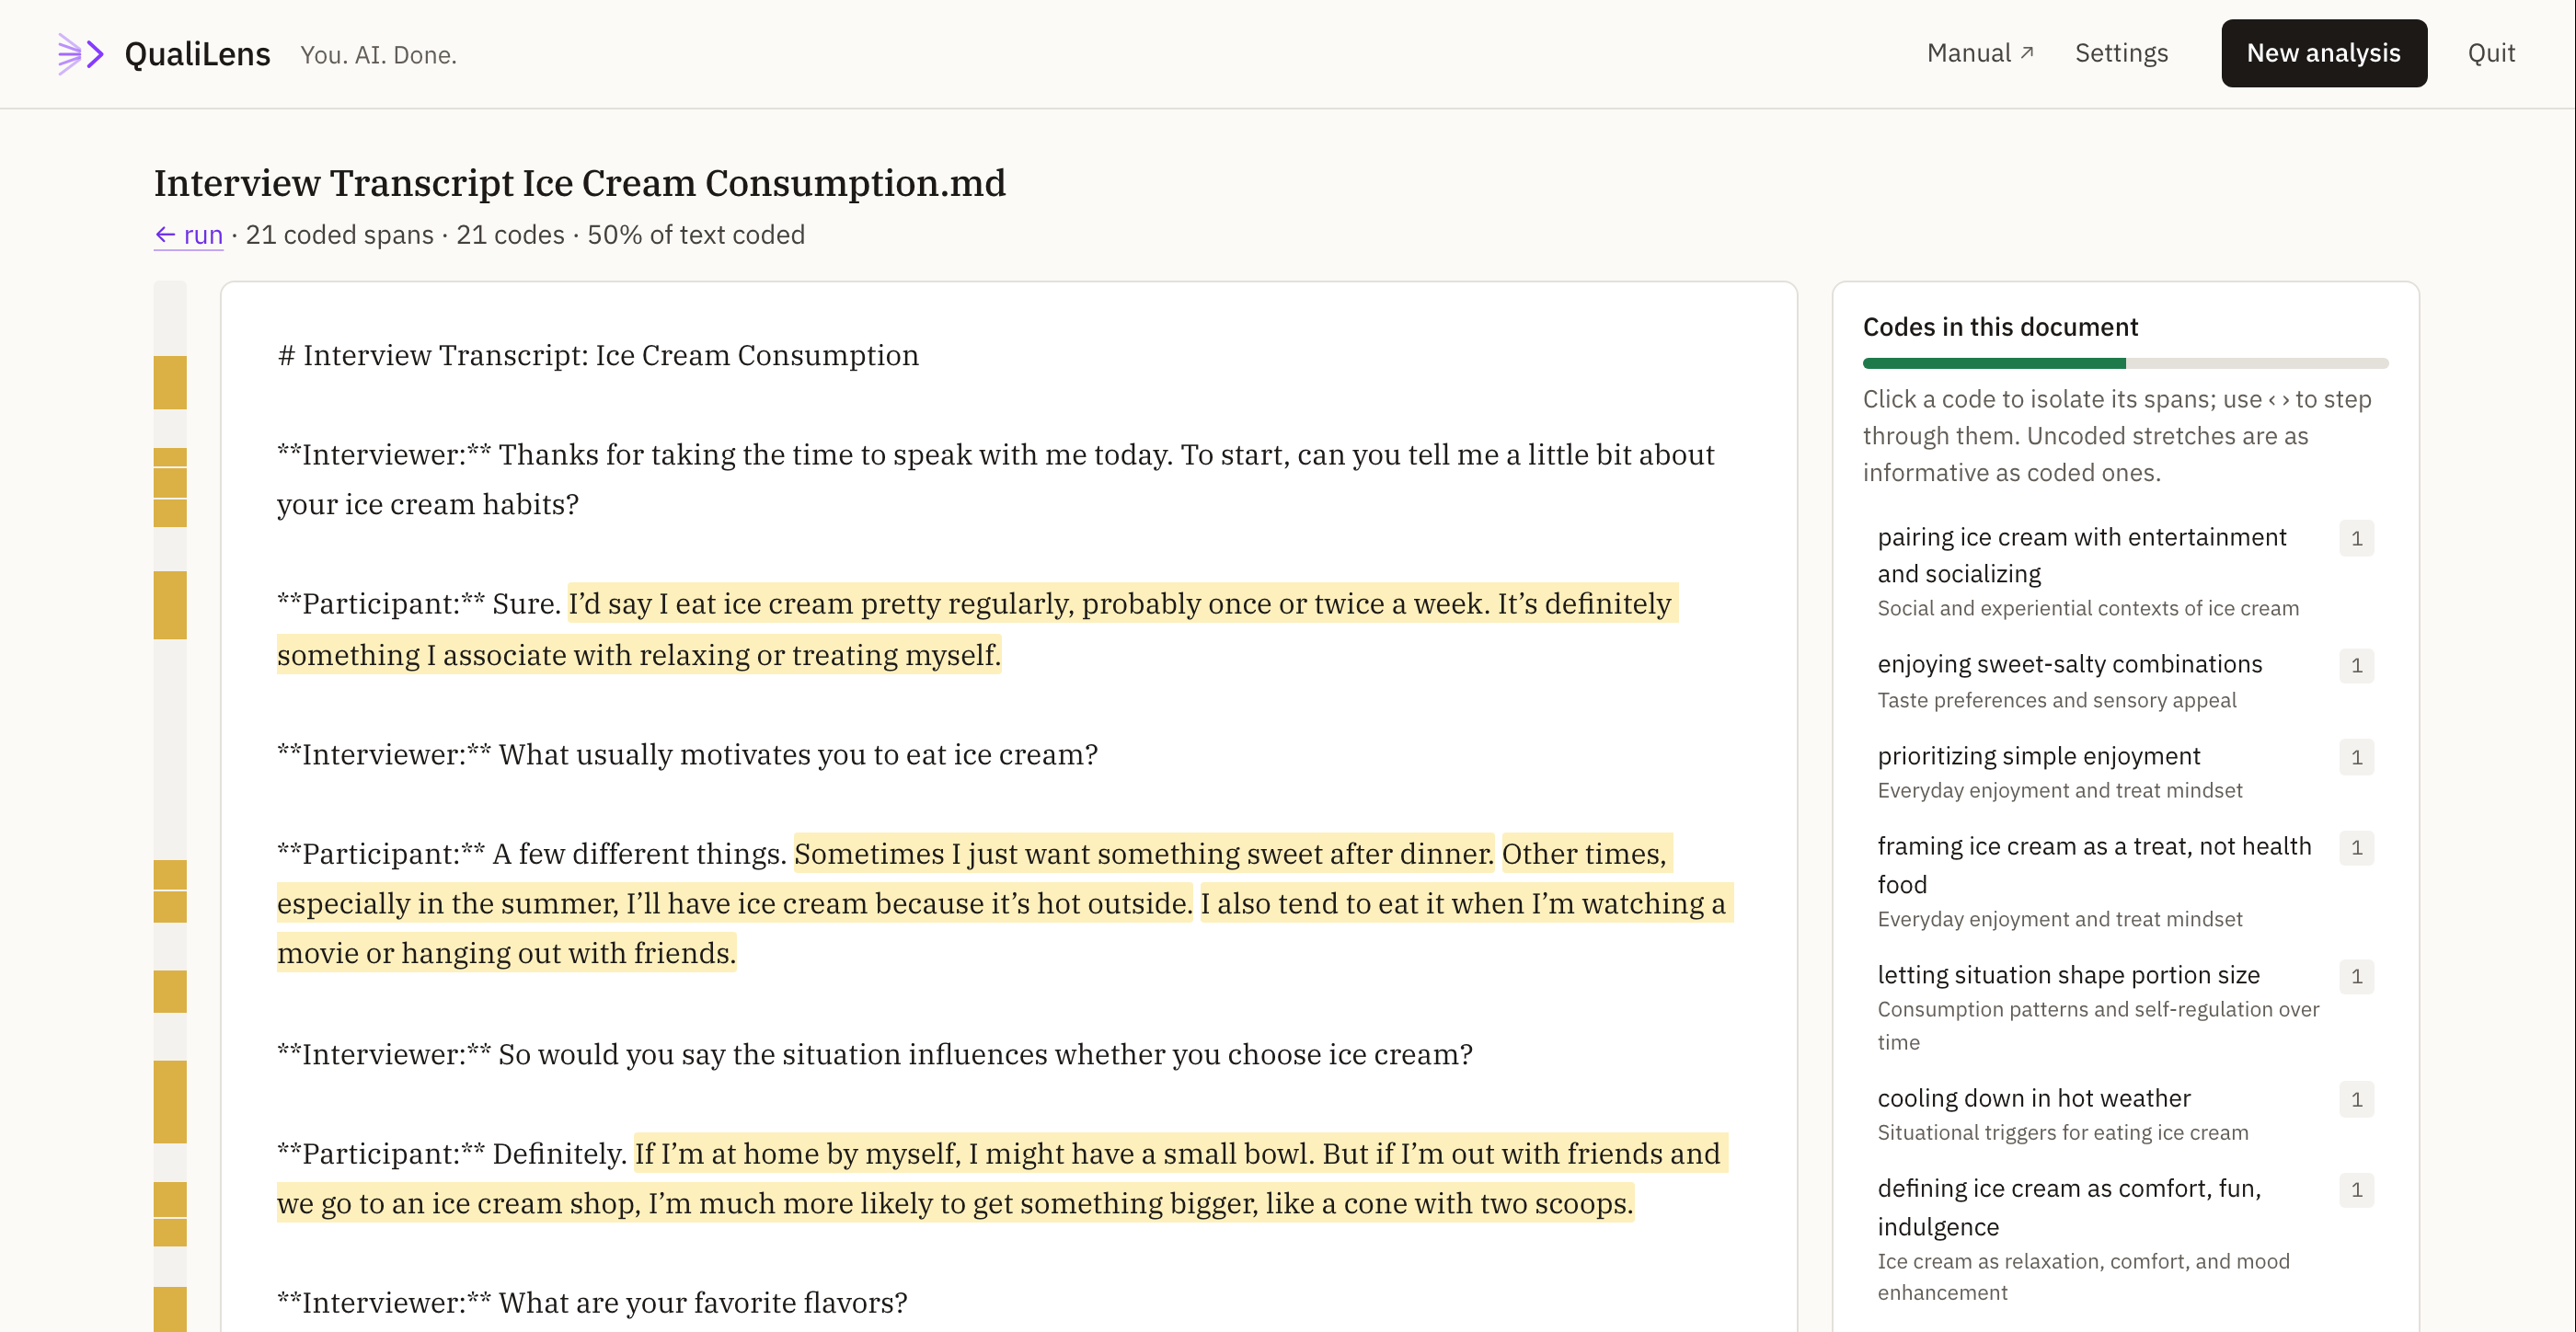 QualiLens You. AI. Done. Manual ↗ Settings New analysis Quit
Interview Transcript Ice Cream Consumption.md
← run · 21 coded spans · 21 codes · 50% of text coded
# Interview Transcript: Ice Cream Consumption
**Interviewer:** Thanks for taking the time to speak with me today. To start, can you tell me a little bit about
your ice cream habits?
**Participant:** Sure. I’d say I eat ice cream pretty regularly, probably once or twice a week. It’s definitely
something I associate with relaxing or treating myself.
**Interviewer:** What usually motivates you to eat ice cream?
**Participant:** A few different things. Sometimes I just want something sweet after dinner. Other times,
especially in the summer, I’ll have ice cream because it’s hot outside. I also tend to eat it when I’m watching a
movie or hanging out with friends.
**Interviewer:** So would you say the situation influences whether you choose ice cream?
**Participant:** Definitely. If I’m at home by myself, I might have a small bowl. But if I’m out with friends and
we go to an ice cream shop, I’m much more likely to get something bigger, like a cone with two scoops.
**Interviewer:** What are your favorite flavors?
Codes in this document
Click a code to isolate its spans; use ‹ › to step
through them. Uncoded stretches are as
informative as coded ones.
pairing ice cream with entertainment 1
and socializing
Social and experiential contexts of ice cream
enjoying sweet-salty combinations 1
Taste preferences and sensory appeal
prioritizing simple enjoyment 1
Everyday enjoyment and treat mindset
framing ice cream as a treat, not health 1
food
Everyday enjoyment and treat mindset
letting situation shape portion size 1
Consumption patterns and self-regulation over
time
cooling down in hot weather 1
Situational triggers for eating ice cream
defining ice cream as comfort, fun, 1
indulgence
Ice cream as relaxation, comfort, and mood
enhancement